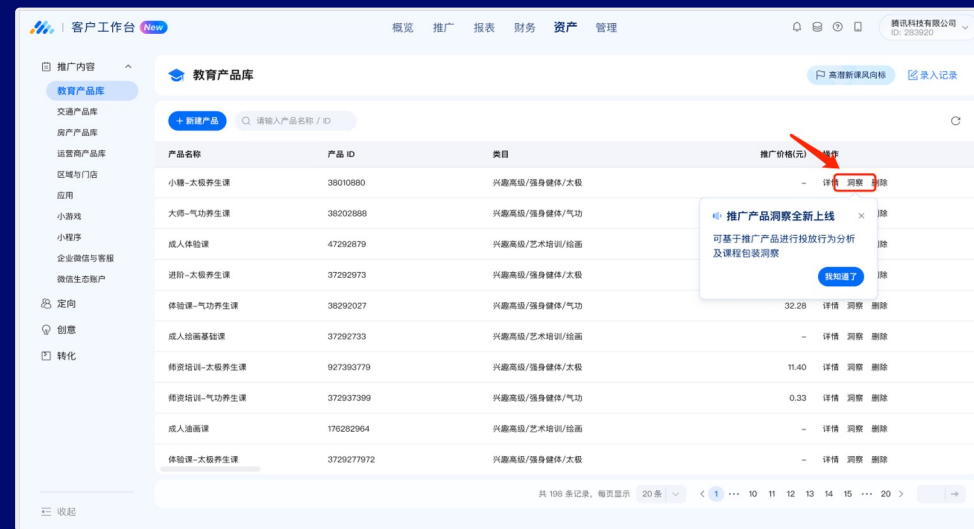 客户工作台 New
概览 推广 报表 财务 资产 管理
腾讯科技有限公司
ID: 283920
推广内容
教育产品库
交通产品库
房产产品库
运营商产品库
区域与门店
应用
小游戏
小程序
企业微信与客服
微信生态账户
定向
创意
转化
收起
教育产品库
高潜新课风向标 录入记录
+ 新建产品 请输入产品名称 / ID
产品名称 产品 ID 类目 推广价格(元) 操作
小糖-太极养生课 38010880 兴趣高级/强身健体/太极 - 详情 洞察 删除
大师-气功养生课 38202888 兴趣高级/强身健体/气功 删除
成人体验课 47292879 兴趣高级/艺术培训/绘画 删除
进阶-太极养生课 37292973 兴趣高级/强身健体/太极 删除
体验课-气功养生课 38292027 兴趣高级/强身健体/气功 32.28 详情 洞察 删除
成人绘画基础课 37292733 兴趣高级/艺术培训/绘画 - 详情 洞察 删除
师资培训-太极养生课 927393779 兴趣高级/强身健体/太极 11.40 详情 洞察 删除
师资培训-气功养生课 372937399 兴趣高级/强身健体/气功 0.33 详情 洞察 删除
成人油画课 176282964 兴趣高级/艺术培训/绘画 - 详情 洞察 删除
体验课-太极养生课 3729277972 兴趣高级/强身健体/太极 - 详情 洞察 删除
推广产品洞察全新上线
可基于推广产品进行投放行为分析
及课程包装洞察
我知道了
共 198 条记录，每页显示 20 条 < 1 ··· 10 11 12 13 14 15 ··· 20 >